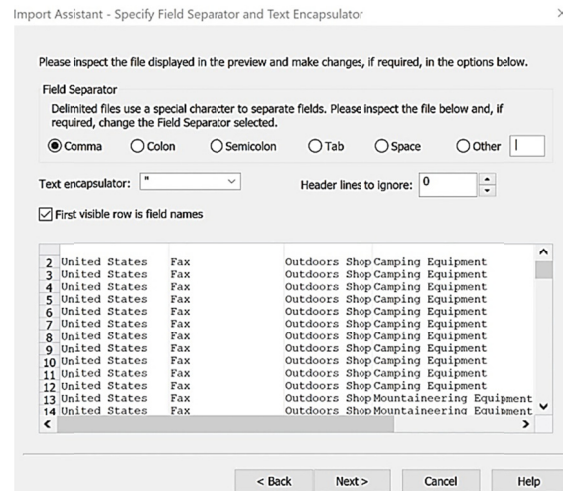 Import Assistant - Specify Field Separator and Text Encapsulator
Please inspect the file displayed in the preview and make changes, if required, in the options below.
Field Separator
Delimited files use a special character to separate fields. Please inspect the file below and, if
required, change the Field Separator selected.
Comma Colon Semicolon Tab Space Other
Text encapsulator: " Header lines to ignore: 0
First visible row is field names
2 United States Fax Outdoors Shop Camping Equipment
3 United States Fax Outdoors Shop Camping Equipment
4 United States Fax Outdoors Shop Camping Equipment
5 United States Fax Outdoors Shop Camping Equipment
6 United States Fax Outdoors Shop Camping Equipment
7 United States Fax Outdoors Shop Camping Equipment
8 United States Fax Outdoors Shop Camping Equipment
9 United States Fax Outdoors Shop Camping Equipment
10 United States Fax Outdoors Shop Camping Equipment
11 United States Fax Outdoors Shop Camping Equipment
12 United States Fax Outdoors Shop Camping Equipment
13 United States Fax Outdoors Shop Mountaineering Equipment
14 United States Fax Outdoors Shop Mountaineering Equipment
< Back Next > Cancel Help